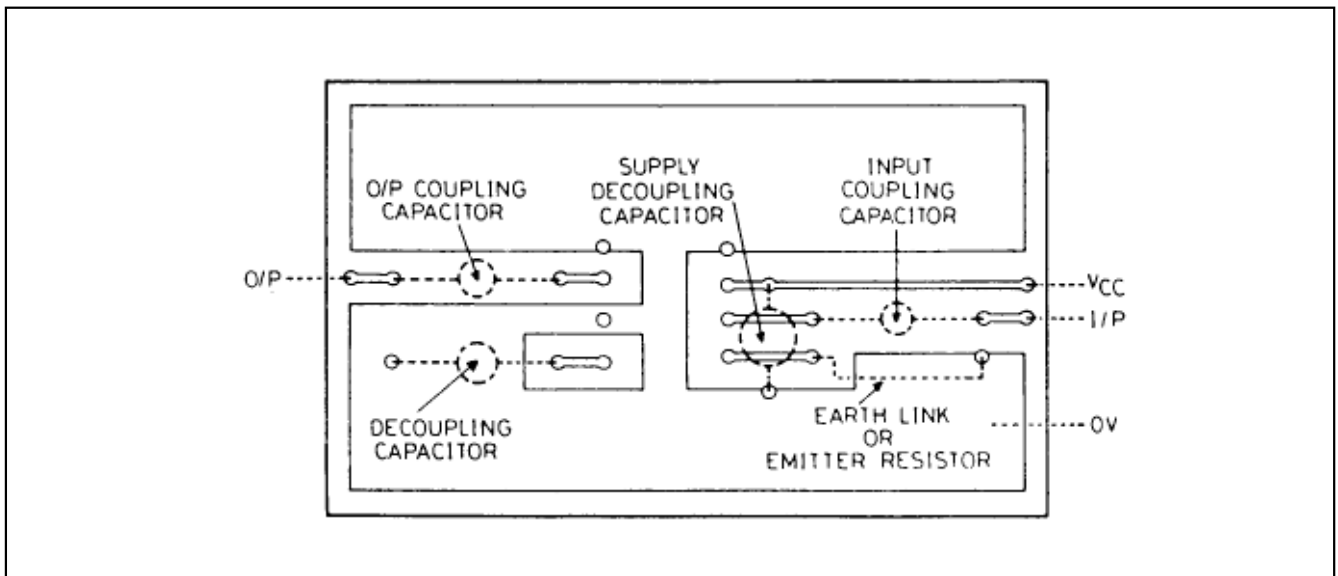 SUPPLY
DECOUPLING
CAPACITOR
INPUT
COUPLING
CAPACITOR
O/P COUPLING
CAPACITOR
O/P
VCC
I/P
DECOUPLING
CAPACITOR
EARTH LINK
OR
EMITTER RESISTOR
0V